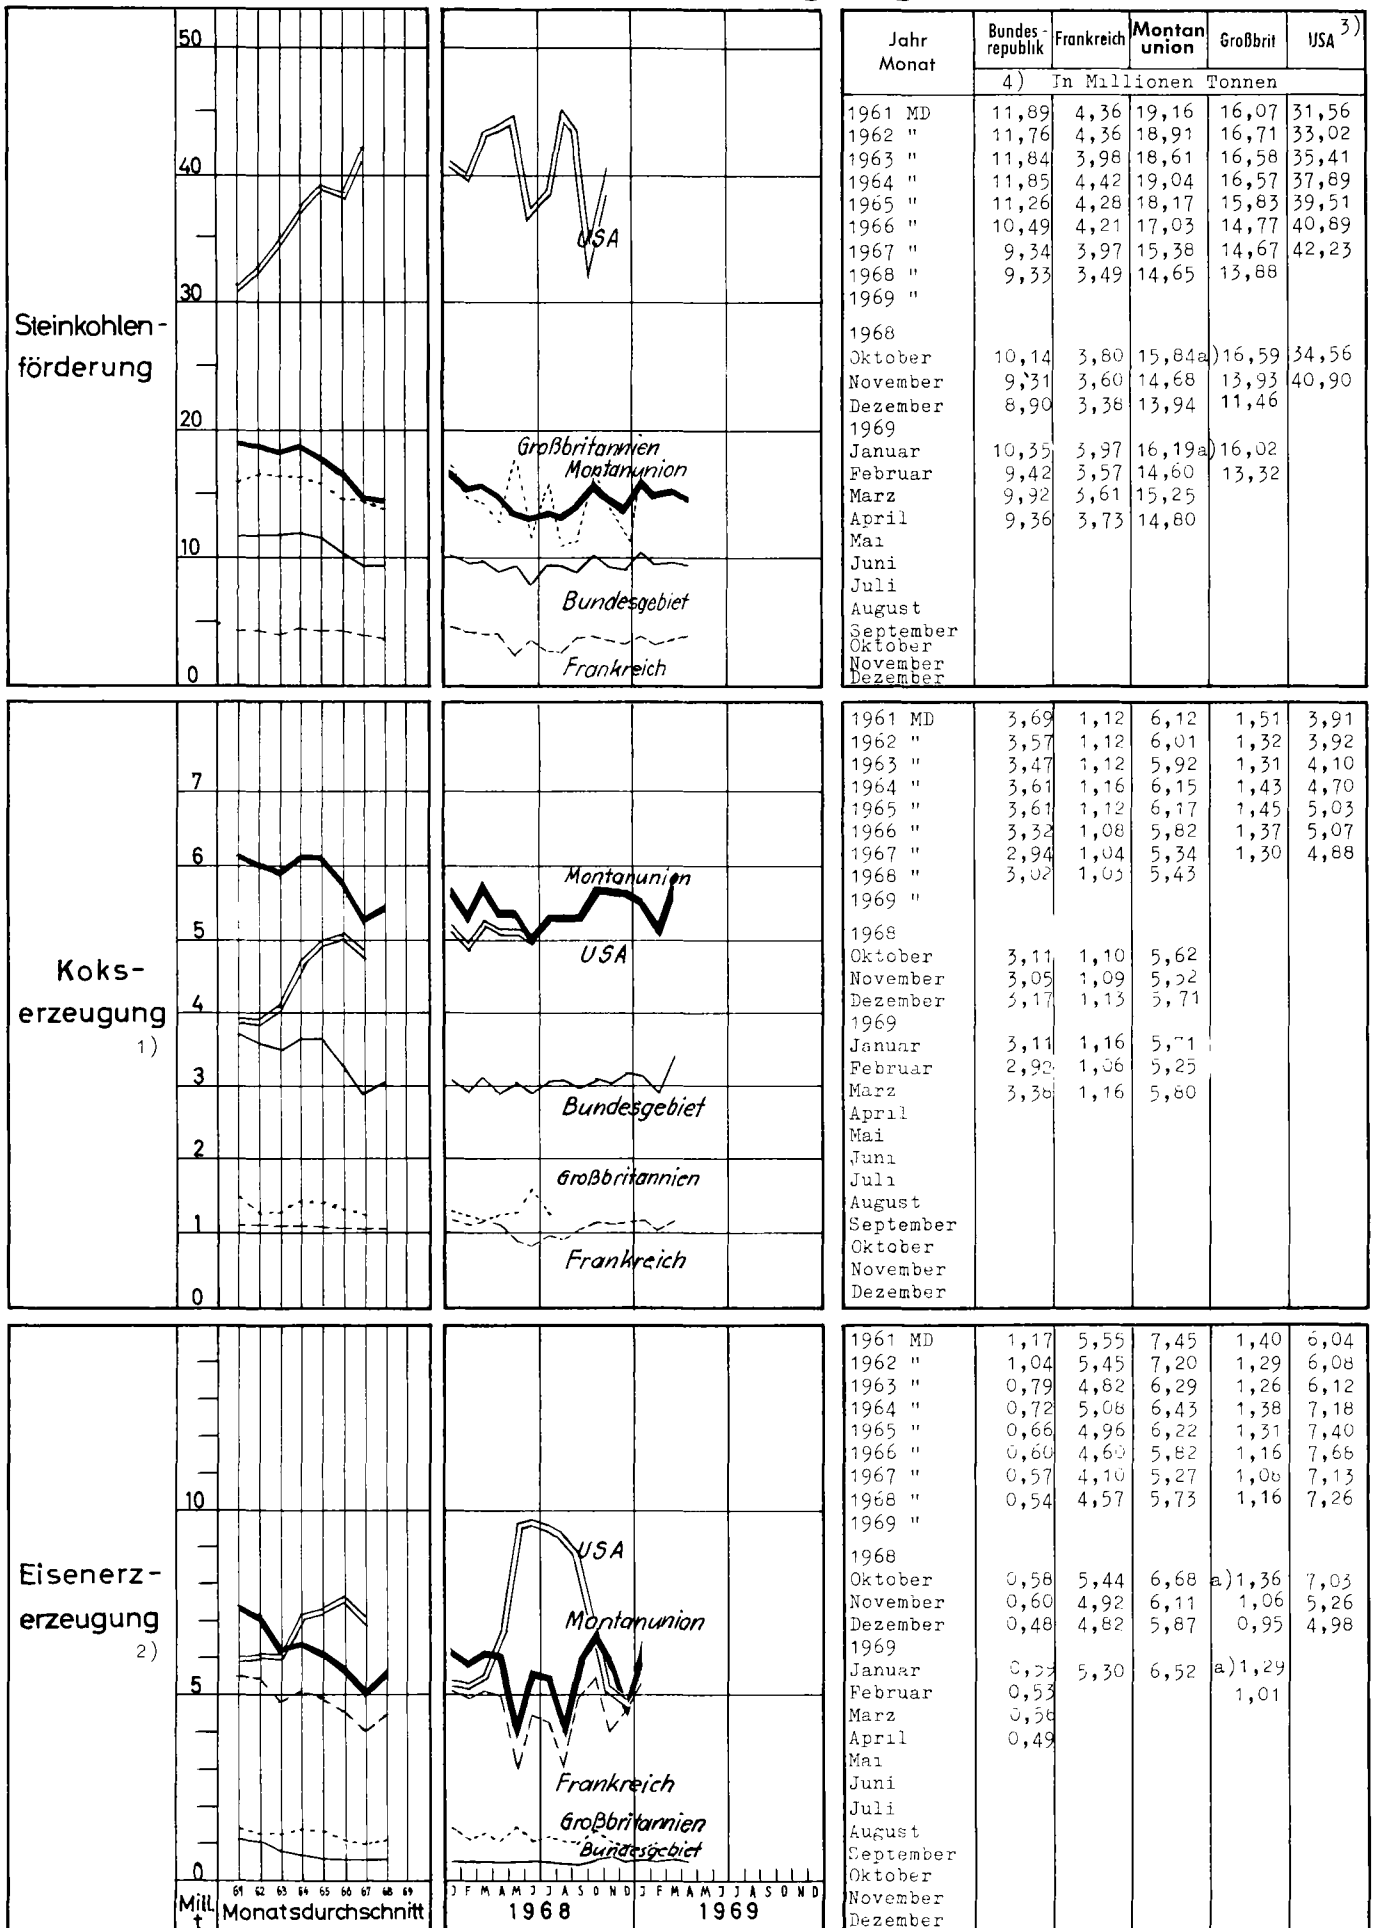 Steinkohlen-
förderung
50
40
30
20
10
0
USA
Großbritannien
Montanunion
Bundesgebiet
Frankreich
Jahr Monat Bundes-republik Frankreich Montan union Großbrit USA 3)
4) In Millionen Tonnen
1961 MD 11,89 4,36 19,16 16,07 31,56
1962 " 11,76 4,36 18,91 16,71 33,02
1963 " 11,84 3,98 18,61 16,58 35,41
1964 " 11,85 4,42 19,04 16,57 37,89
1965 " 11,26 4,28 18,17 15,83 39,51
1966 " 10,49 4,21 17,03 14,77 40,89
1967 " 9,34 3,97 15,38 14,67 42,23
1968 " 9,33 3,49 14,65 13,88
1969 "
1968
Oktober 10,14 3,80 15,84a) 16,59 34,56
November 9,31 3,60 14,68 13,93 40,90
Dezember 8,90 3,38 13,94 11,46
1969
Januar 10,35 3,97 16,19a) 16,02
Februar 9,42 3,57 14,60 13,32
Marz 9,92 3,61 15,25
April 9,36 3,73 14,80
Mai
Juni
Juli
August
September
Oktober
November
Dezember
Koks-
erzeugung
1)
7
6
5
4
3
2
1
0
Montanunion
USA
Bundesgebiet
Großbritannien
Frankreich
1961 MD 3,69 1,12 6,12 1,51 3,91
1962 " 3,57 1,12 6,01 1,32 3,92
1963 " 3,47 1,12 5,92 1,31 4,10
1964 " 3,61 1,16 6,15 1,43 4,70
1965 " 3,61 1,12 6,17 1,45 5,03
1966 " 3,32 1,08 5,82 1,37 5,07
1967 " 2,94 1,04 5,34 1,30 4,88
1968 " 3,02 1,03 5,43
1969 "
1968
Oktober 3,11 1,10 5,62
November 3,05 1,09 5,52
Dezember 3,17 1,13 5,71
1969
Januar 3,11 1,16
Februar 2,92 1,06 5,25
Marz 3,38 1,16 5,80
April
Mai
Juni
Juli
August
September
Oktober
November
Dezember
Eisenerz-
erzeugung
2)
10
5
0
USA
Montanunion
Frankreich
Großbritannien
Bundesgebiet
Mill. t
61 62 63 64 65 66 67 68 69
Monatsdurchschnitt
J F M A M J J A S O N D J F M A M J J A S O N D
1968 1969
1961 MD 1,17 5,55 7,45 1,40 6,04
1962 " 1,04 5,45 7,20 1,29 6,08
1963 " 0,79 4,82 6,29 1,26 6,12
1964 " 0,72 5,08 6,43 1,38 7,18
1965 " 0,66 4,96 6,22 1,31 7,40
1966 " 0,60 4,60 5,82 1,16 7,68
1967 " 0,57 4,10 5,27 1,08 7,13
1968 " 0,54 4,57 5,73 1,16 7,26
1969 "
1968
Oktober 0,58 5,44 6,68 a)1,36 7,03
November 0,60 4,92 6,11 1,06 5,26
Dezember 0,48 4,82 5,87 0,95 4,98
1969
Januar 5,30 6,52 a)1,29
Februar 0,53 1,01
Marz 0,56
April 0,49
Mai
Juni
Juli
August
September
Oktober
November
Dezember